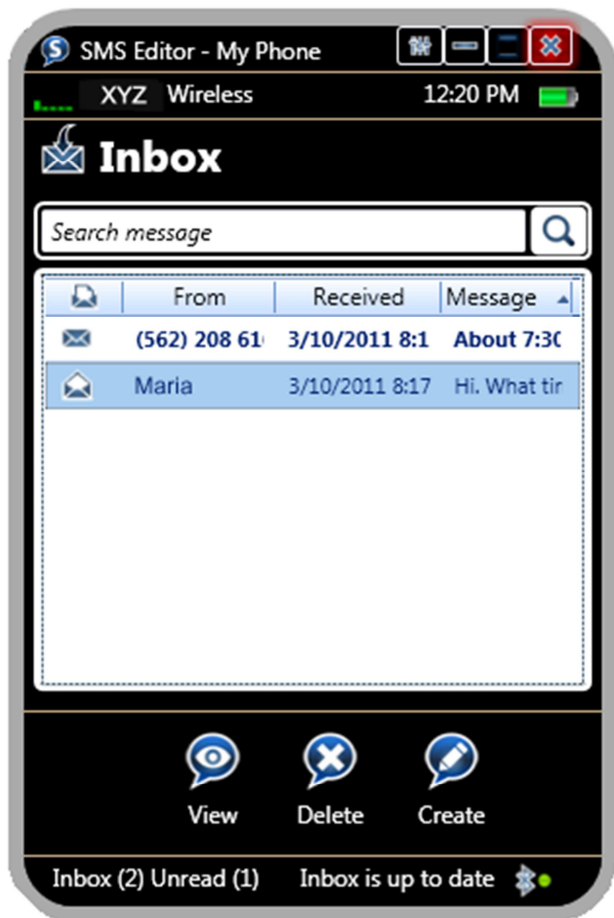 SMS Editor - My Phone
XYZ Wireless 12:20 PM
Inbox
Search message
From Received Message
(562) 208 61 3/10/2011 8:1 About 7:30
Maria 3/10/2011 8:17 Hi. What tim
View Delete Create
Inbox (2) Unread (1) Inbox is up to date